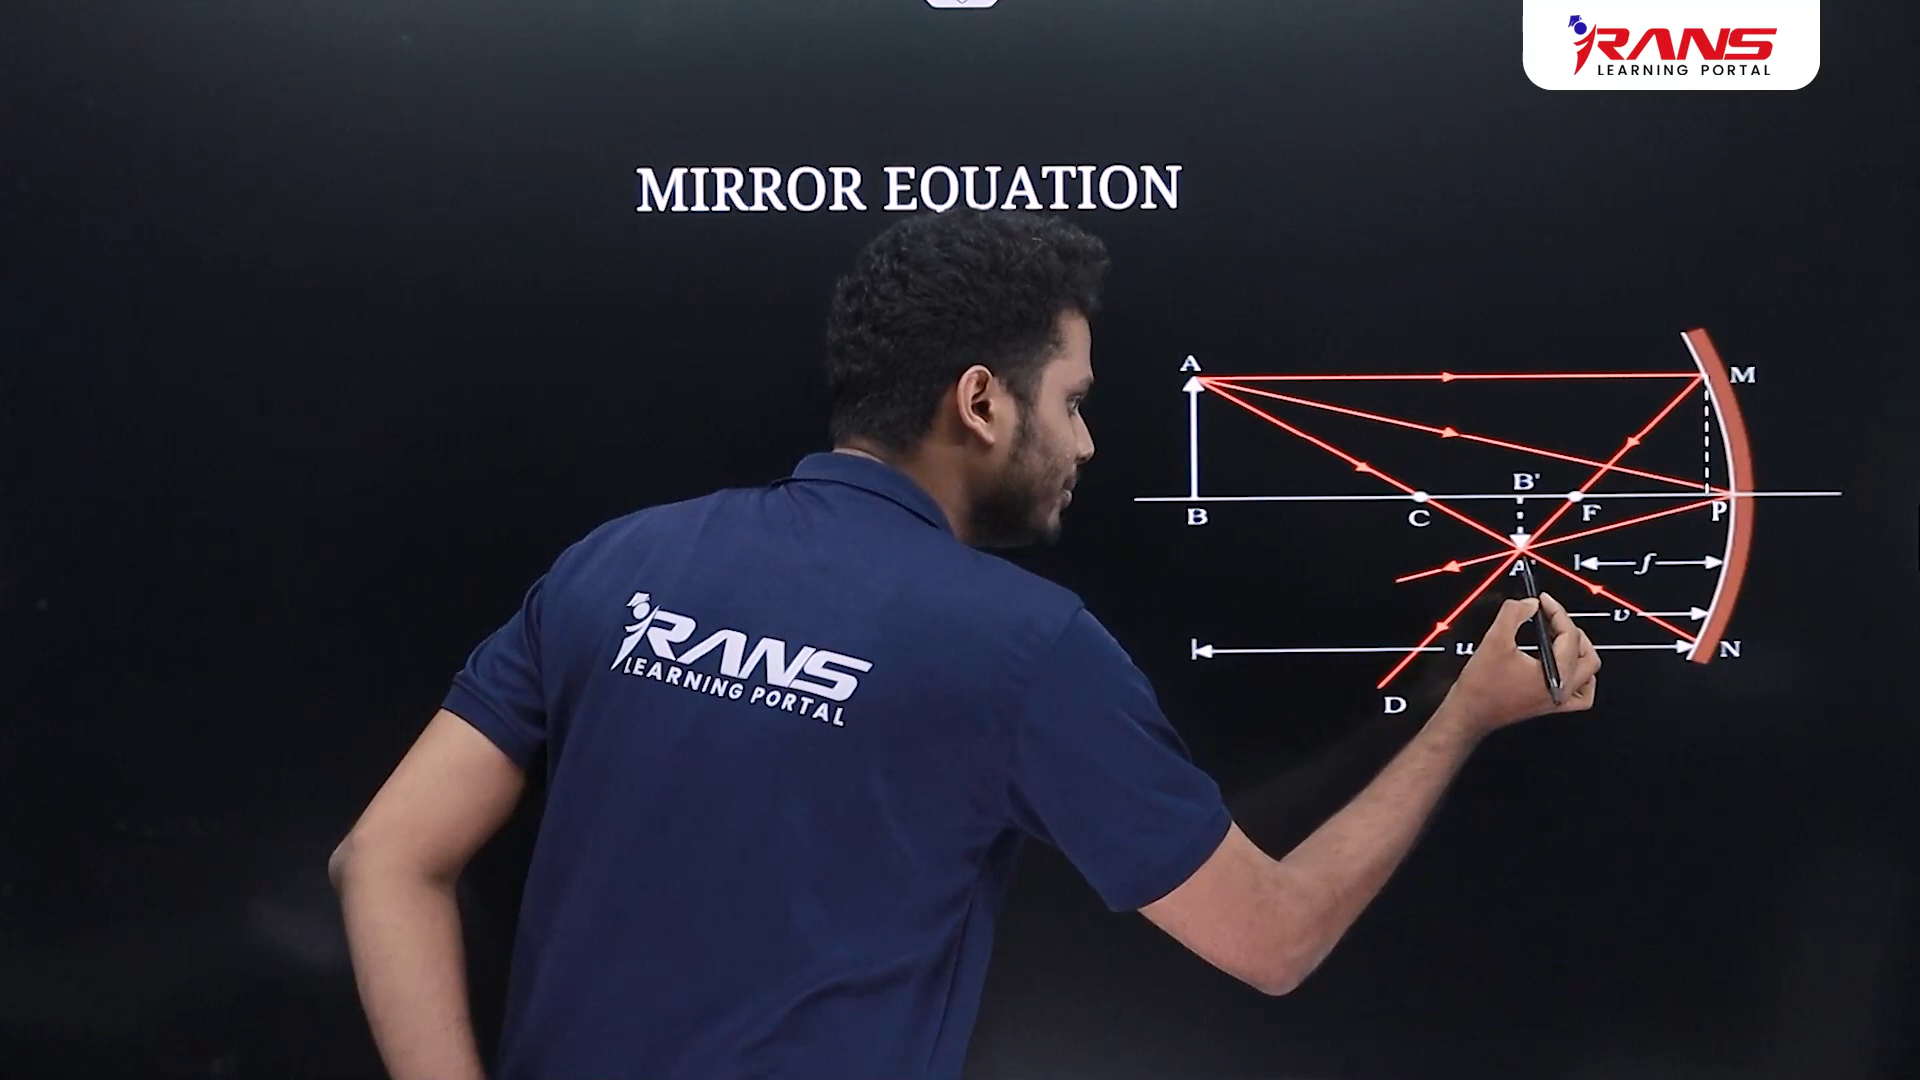 RANS
LEARNING PORTAL
MIRROR EQUATION
A
M
B'
B
C
F
P
A'
f
v
u
N
D
RANS
LEARNING PORTAL